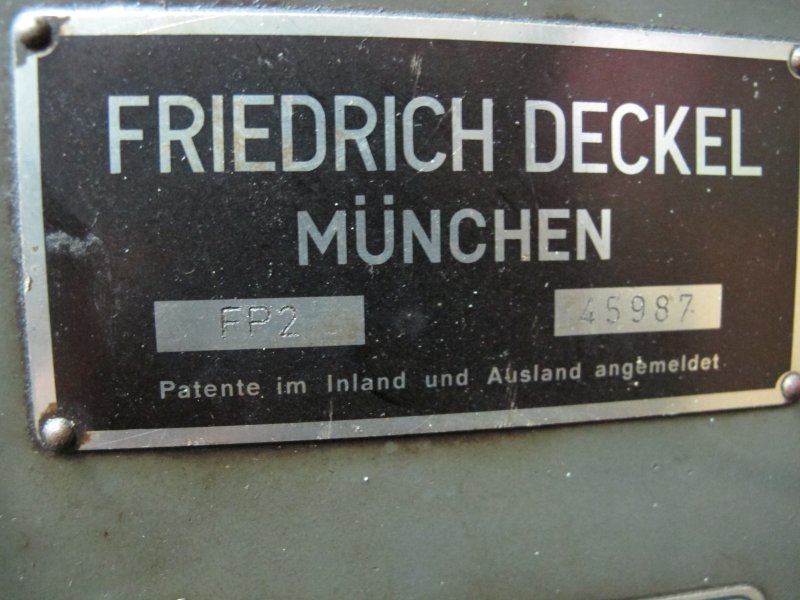 FRIEDRICH DECKEL
MÜNCHEN
FP2 45987
Patente im Inland und Ausland angemeldet